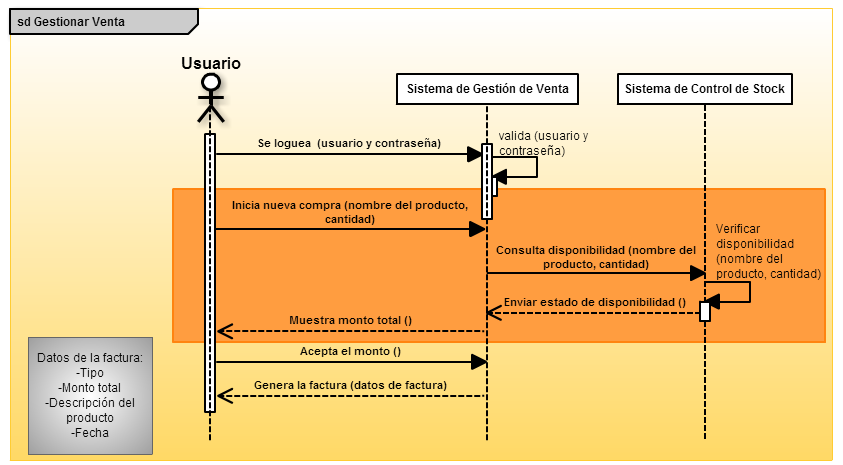 sd Gestionar Venta
Usuario
Sistema de Gestión de Venta
Sistema de Control de Stock
Se loguea (usuario y contraseña)
valida (usuario y
contraseña)
Inicia nueva compra (nombre del producto,
cantidad)
Consulta disponibilidad (nombre del
producto, cantidad)
Verificar
disponibilidad
(nombre del
producto, cantidad)
Enviar estado de disponibilidad ()
Muestra monto total ()
Acepta el monto ()
Genera la factura (datos de factura)
Datos de la factura:
-Tipo
-Monto total
-Descripción del
producto
-Fecha